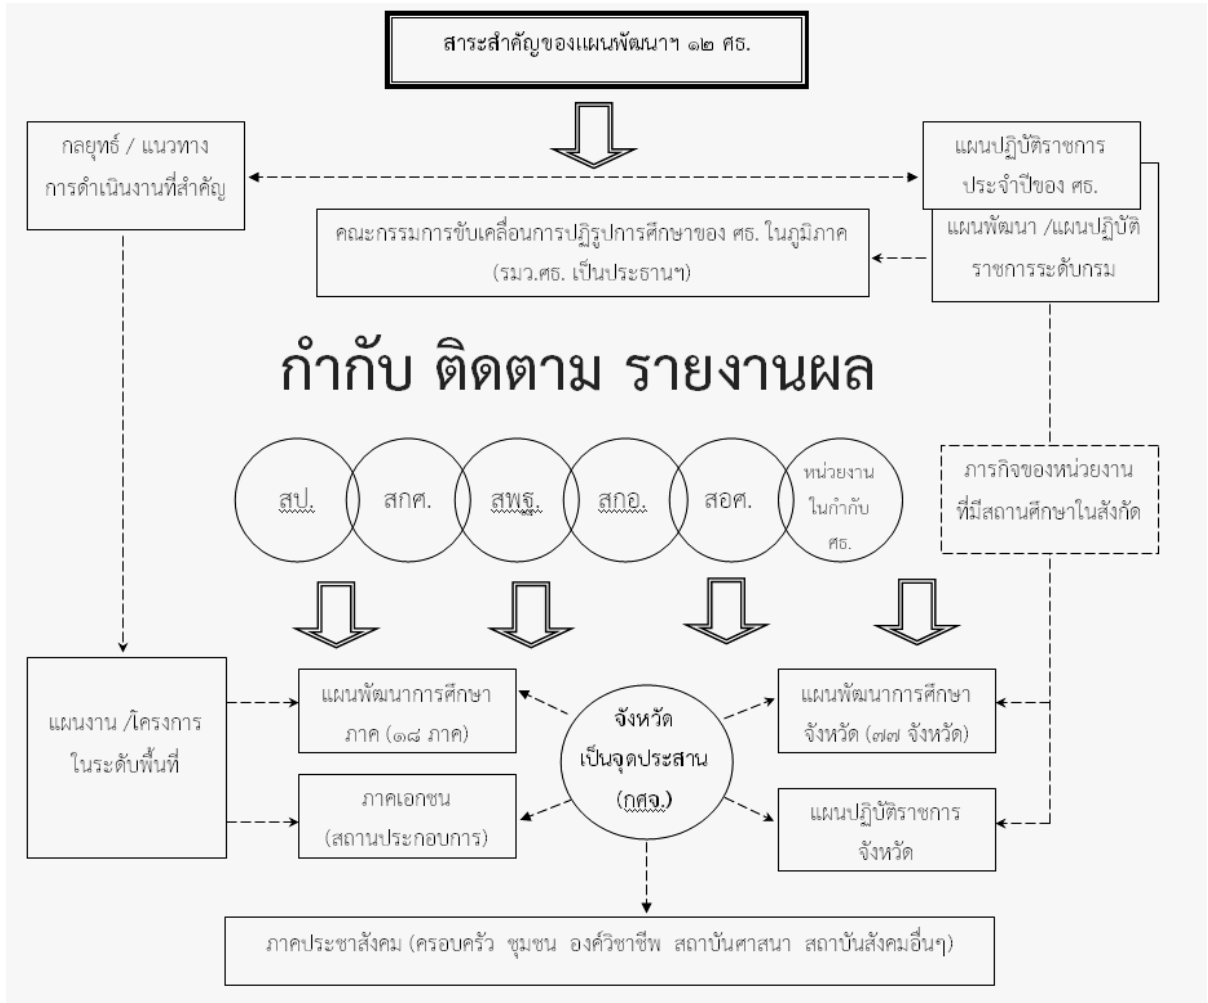 สาระสำคัญของแผนพัฒนาฯ ๑๒ ศธ.
กลยุทธ์ / แนวทาง
การดำเนินงานที่สำคัญ
แผนปฏิบัติราชการ
ประจำปีของ ศธ.
แผนพัฒนา /แผนปฏิบัติ
ราชการระดับกรม
คณะกรรมการขับเคลื่อนการปฏิรูปการศึกษาของ ศธ. ในภูมิภาค
(รมว.ศธ. เป็นประธานฯ)
กำกับ ติดตาม รายงานผล
สป.
สกศ.
สพฐ.
สกอ.
สอศ.
หน่วยงาน
ในกำกับ
ศธ.
ภารกิจของหน่วยงาน
ที่มีสถานศึกษาในสังกัด
แผนงาน /โครงการ
ในระดับพื้นที่
แผนพัฒนาการศึกษา
ภาค (๑๘ ภาค)
ภาคเอกชน
(สถานประกอบการ)
จังหวัด
เป็นจุดประสาน
(กศจ.)
แผนพัฒนาการศึกษา
จังหวัด (๗๗ จังหวัด)
แผนปฏิบัติราชการ
จังหวัด
ภาคประชาสังคม (ครอบครัว ชุมชน องค์วิชาชีพ สถาบันศาสนา สถาบันสังคมอื่นๆ)